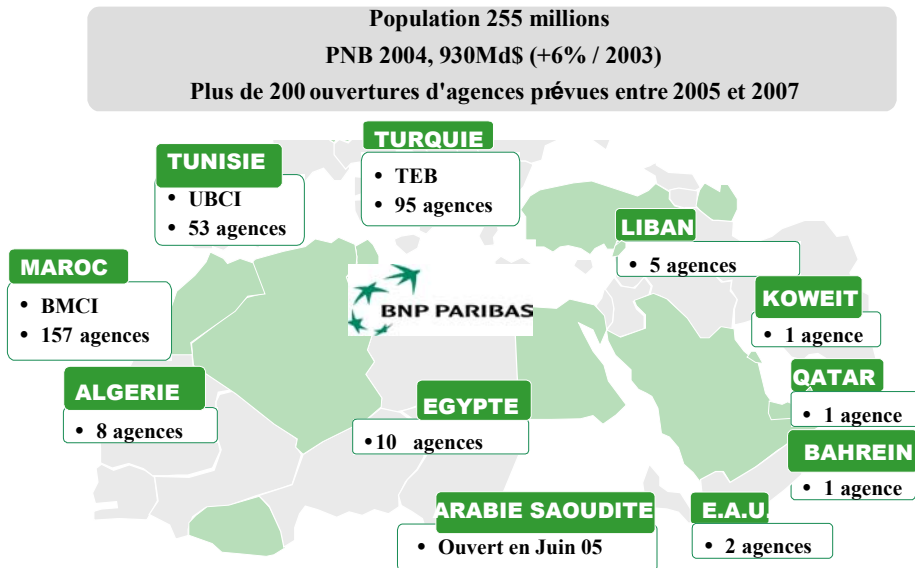 Population 255 millions
PNB 2004, 930Md$ (+6% / 2003)
Plus de 200 ouvertures d'agences prévues entre 2005 et 2007
TURQUIE
• TEB
• 95 agences
TUNISIE
• UBCI
• 53 agences
LIBAN
• 5 agences
MAROC
• BMCI
• 157 agences
BNP PARIBAS
KOWEIT
• 1 agence
ALGERIE
• 8 agences
EGYPTE
• 10 agences
QATAR
• 1 agence
BAHREIN
• 1 agence
ARABIE SAOUDITE
• Ouvert en Juin 05
E.A.U.
• 2 agences